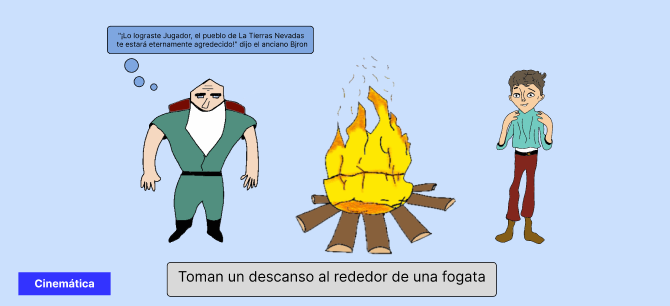 "¡Lo lograste Jugador, el pueblo de La Tierras Nevadas
te estará eternamente agredecido!" dijo el anciano Bjron
Toman un descanso al rededor de una fogata
Cinemática